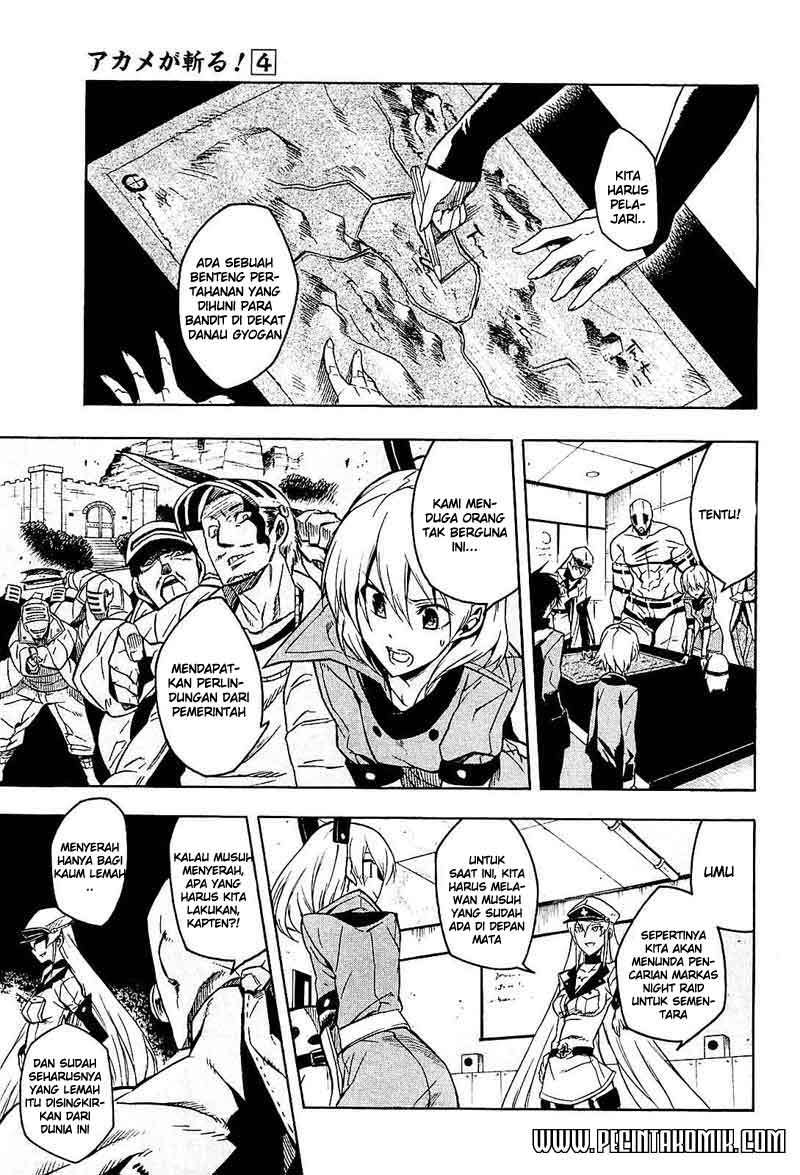 アカメが斬る! 4
KITA
HARUS
PELA-
JARI..
ADA SEBUAH
BENTENG PER-
TAHANAN YANG
DIHUNI PARA
BANDIT DI DEKAT
DANAU GYOGAN
TENTU!
KAMI MEN-
DUGA ORANG
TAK BERGUNA
INI...
MENDAPAT-
KAN PERLIN-
DUNGAN DARI
PEMERINTAH
UMU
SEPERTINYA
KITA AKAN
MENUNDA PEN-
CARIAN MARKAS
NIGHT RAID
UNTUK SEMEN-
TARA
UNTUK
SAAT INI, KITA
HARUS MELA-
WAN MUSUH
YANG SUDAH
ADA DI DEPAN
MATA
KALAU MUSUH
MENYERAH,
APA YANG
HARUS KITA
LAKUKAN,
KAPTEN?!
MENYERAH
HANYA BAGI
KAUM LEMAH
..
DAN SUDAH
SEHARUSNYA
YANG LEMAH
ITU DISINGKIR-
KAN DARI
DUNIA INI
WWW.PECINTAKOMIK.COM